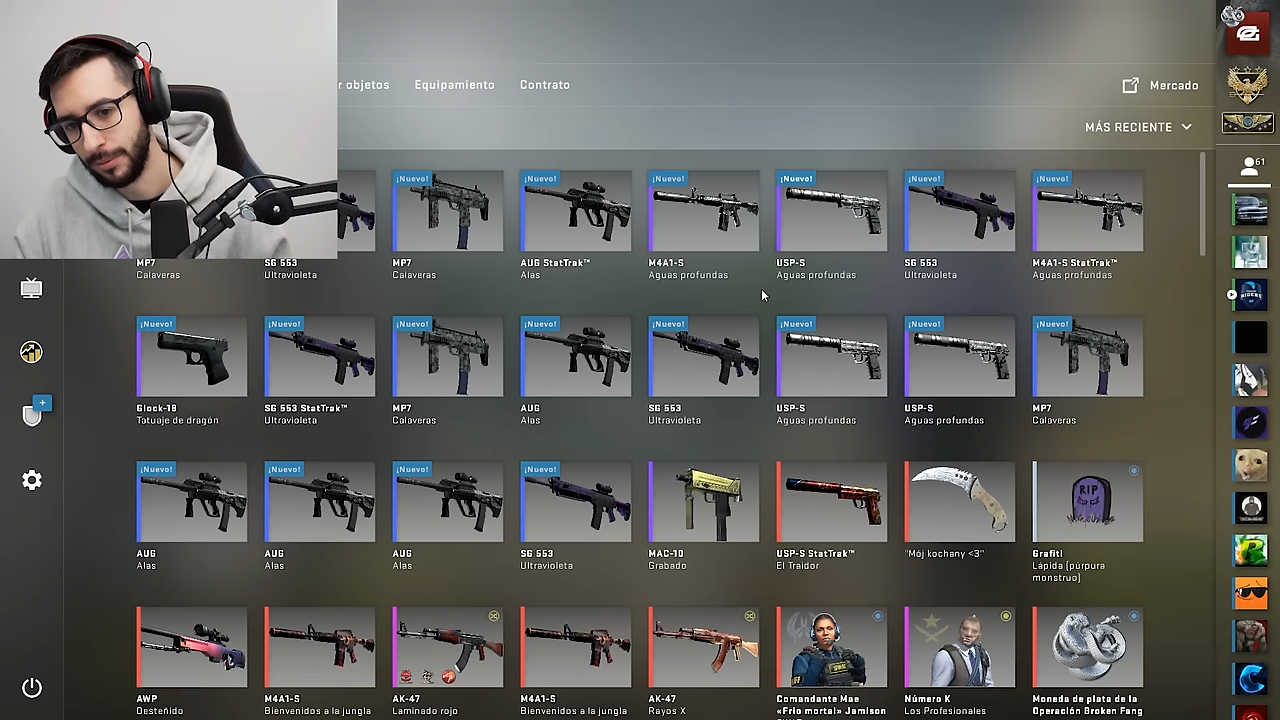 r objetos
Equipamiento
Contrato
Mercado
MÁS RECIENTE
61
¡Nuevo!
¡Nuevo!
¡Nuevo!
¡Nuevo!
¡Nuevo!
¡Nuevo!
MP7
Calaveras
SG 553
Ultravioleta
MP7
Calaveras
AUG StatTrak™
Alas
M4A1-S
Aguas profundas
USP-S
Aguas profundas
SG 553
Ultravioleta
M4A1-S StatTrak™
Aguas profundas
¡Nuevo!
¡Nuevo!
¡Nuevo!
¡Nuevo!
¡Nuevo!
¡Nuevo!
¡Nuevo!
¡Nuevo!
Glock-18
Tatuaje de dragón
SG 553 StatTrak™
Ultravioleta
MP7
Calaveras
AUG
Alas
SG 553
Ultravioleta
USP-S
Aguas profundas
USP-S
Aguas profundas
MP7
Calaveras
¡Nuevo!
¡Nuevo!
¡Nuevo!
¡Nuevo!
RIP
AUG
Alas
AUG
Alas
AUG
Alas
SG 553
Ultravioleta
MAC-10
Grabado
USP-S StatTrak™
El Traidor
"Mój kochany <3"
Grafiti
Lápida (púrpura
monstruo)
AWP
Desteñido
M4A1-S
Bienvenidos a la jungla
AK-47
Laminado rojo
M4A1-S
Bienvenidos a la jungla
AK-47
Rayos X
Comandante Mae
«Frío mortal» Jamison
Número K
Los Profesionales
Moneda de plata de la
Operación Broken Fang